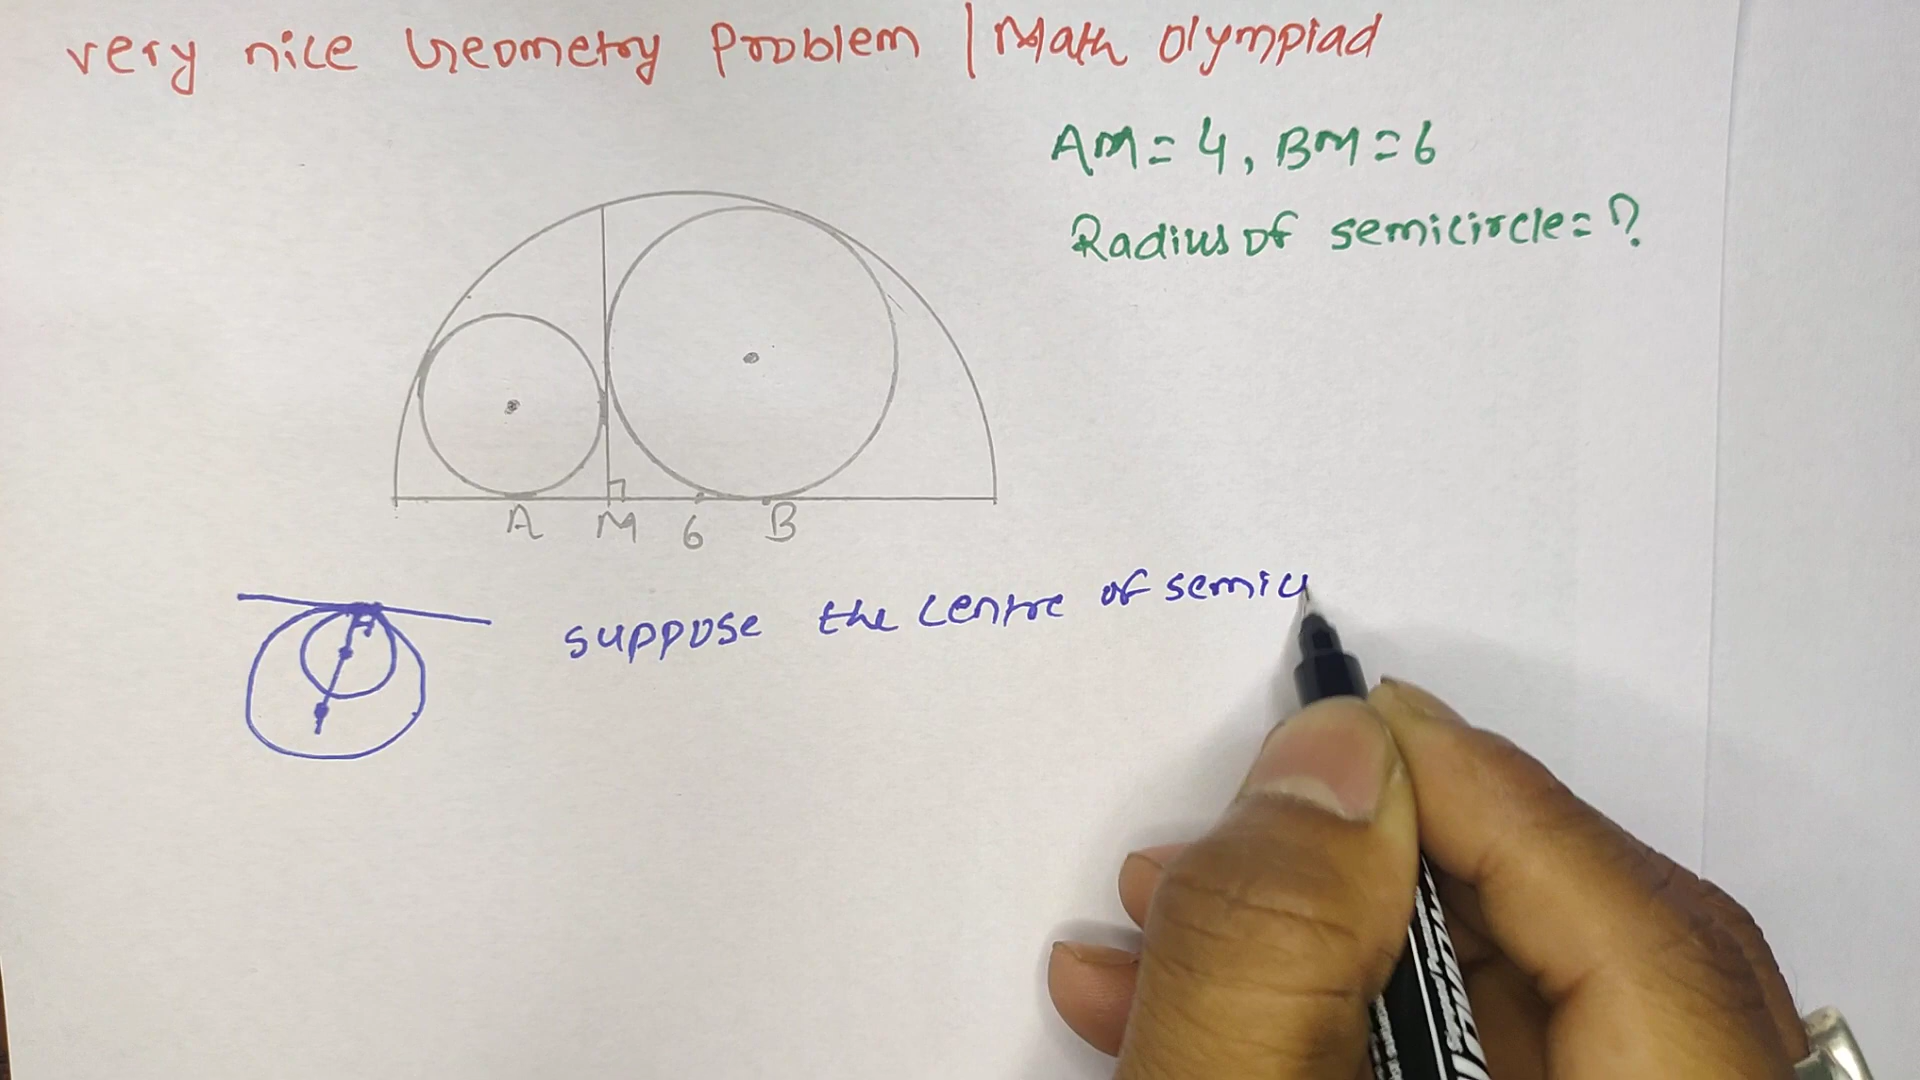 very nice Geometry Problem | Math Olympiad
AM = 4, BM = 6
Radius of semicircle = ?
A M 6 B
suppose the centre of semic